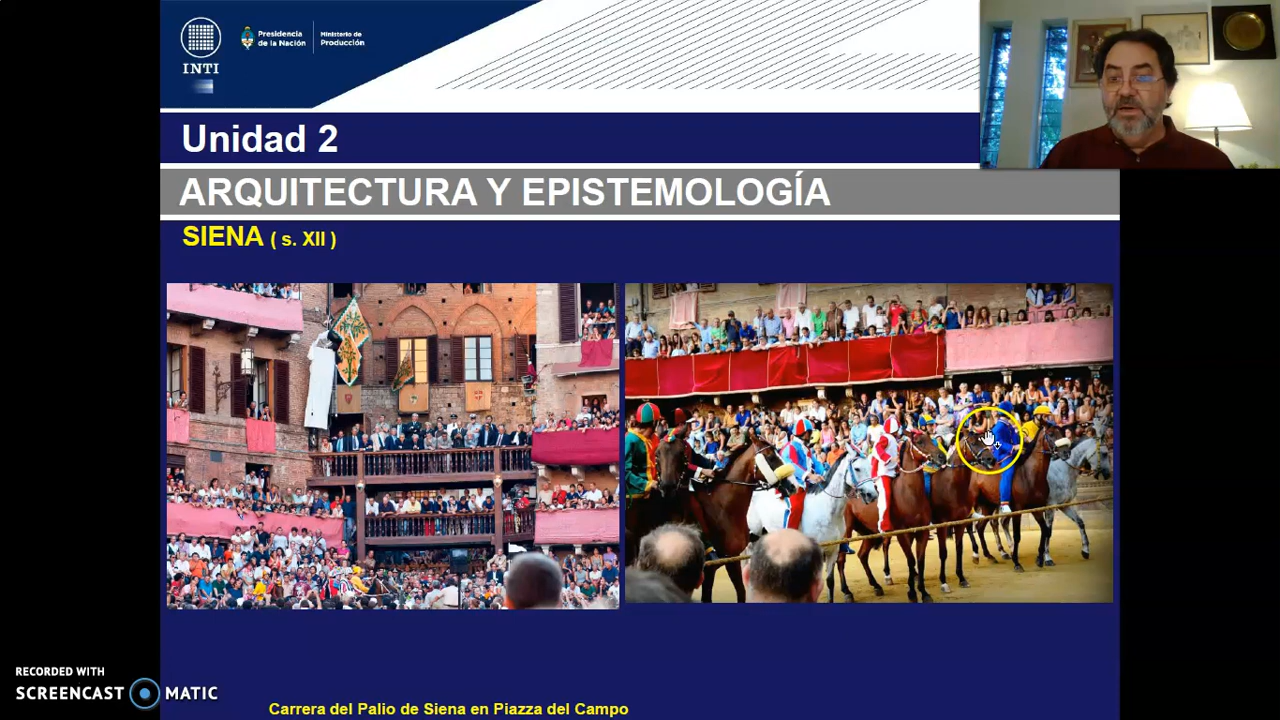 INTI
Presidencia
de la Nación
Ministerio de
Producción
Unidad 2
ARQUITECTURA Y EPISTEMOLOGÍA
SIENA ( s. XII )
RECORDED WITH
SCREENCAST MATIC
Carrera del Palio de Siena en Piazza del Campo